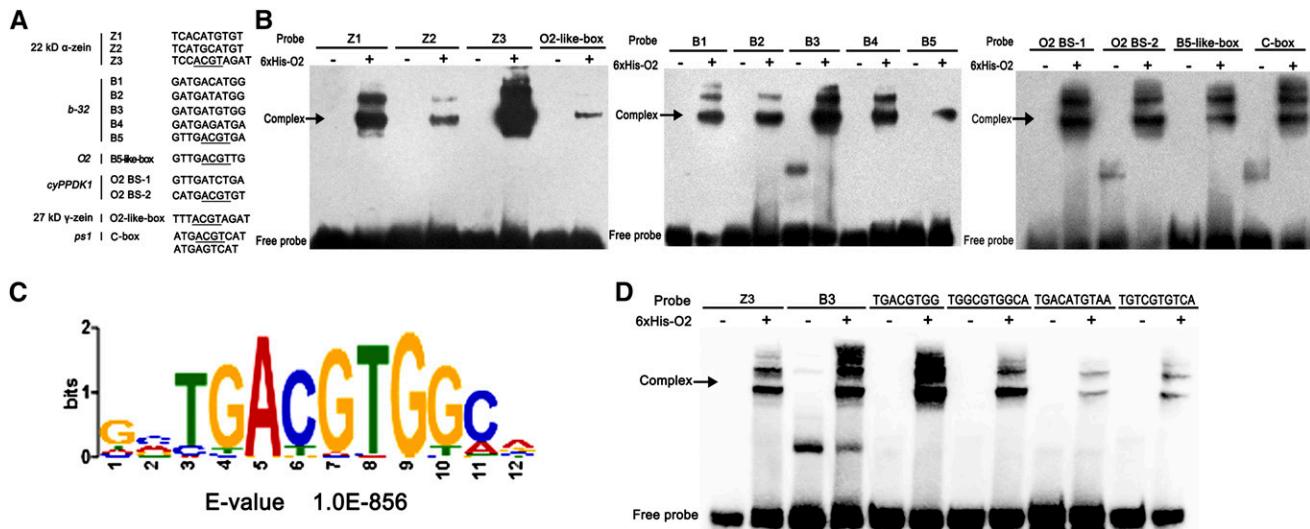 A
22 kD α-zein
Z1 TCACATGTGT
Z2 TCATGCATGT
Z3 TCCACGTAGAT
b-32
B1 GATGACATGG
B2 GATGATATGG
B3 GATGATGTGG
B4 GATGAGATGA
B5 GTTGACGTGA
O2 B5-like-box GTTGACGTTG
cyPPDK1
O2 BS-1 GTTGATCTGA
O2 BS-2 CATGACGTGT
27 kD γ-zein O2-like-box TTTACGTAGAT
ps1 C-box ATGACGTCAT
ATGAGTCAT
B
Probe Z1 Z2 Z3 O2-like-box
6xHis-O2 - + - + - + - +
Complex
Free probe
Probe B1 B2 B3 B4 B5
6xHis-O2 - + - + - + - + - +
Complex
Free probe
Probe O2 BS-1 O2 BS-2 B5-like-box C-box
6xHis-O2 - + - + - + - +
Complex
Free probe
C
bits
2
1
0
TGACGTGGC
1 2 3 4 5 6 7 8 9 10 11 12
E-value 1.0E-856
D
Probe Z3 B3 TGACGTGG TGGCGTGGCA TGACATGTAA TGTCGTGTCA
6xHis-O2 - + - + - + - + - + - +
Complex
Free probe